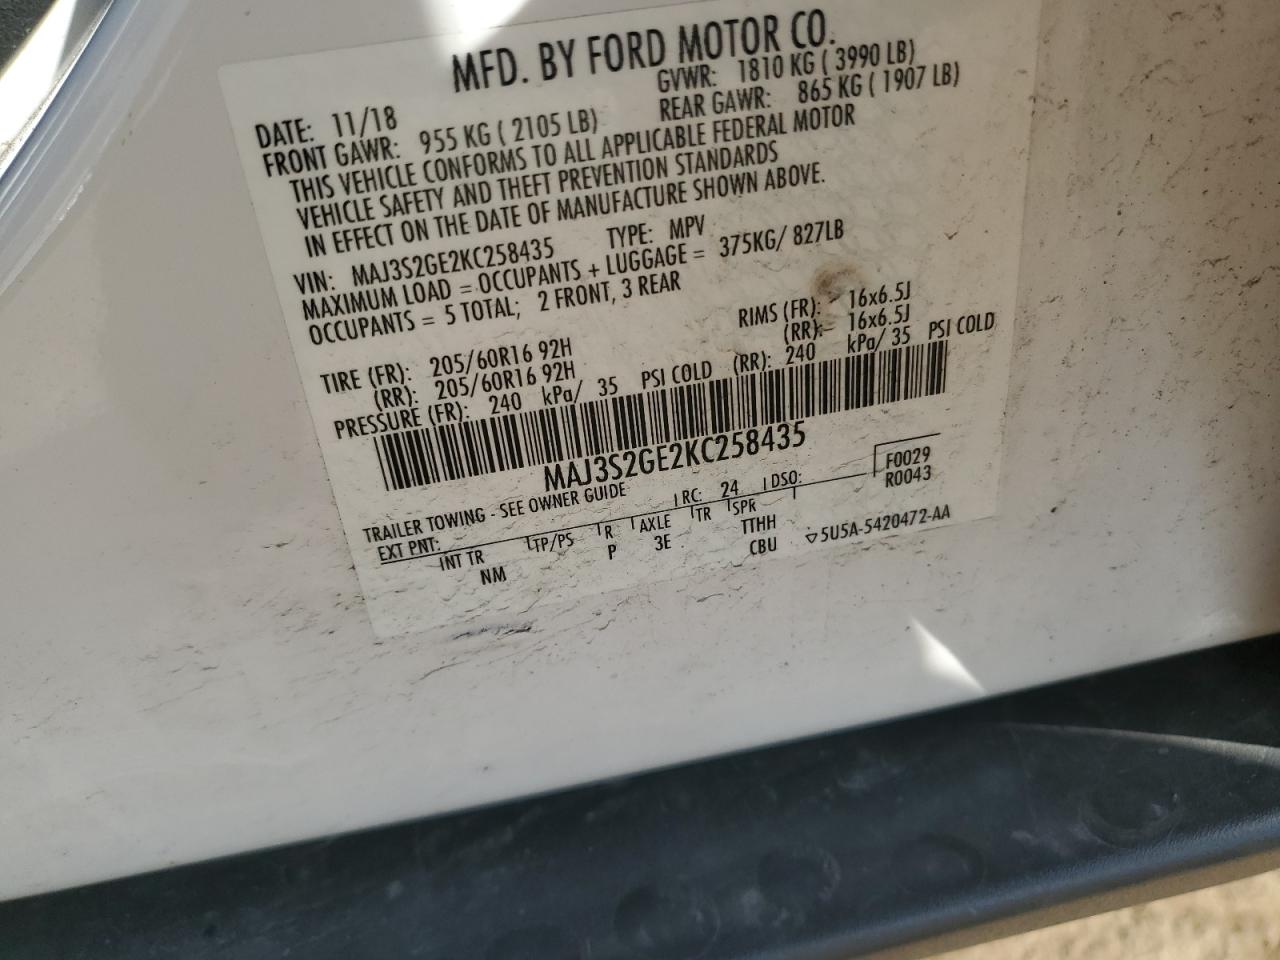 MFD. BY FORD MOTOR CO.
DATE: 11/18 GVWR: 1810 KG ( 3990 LB)
FRONT GAWR: 955 KG ( 2105 LB) REAR GAWR: 865 KG ( 1907 LB)
THIS VEHICLE CONFORMS TO ALL APPLICABLE FEDERAL MOTOR
VEHICLE SAFETY AND THEFT PREVENTION STANDARDS
IN EFFECT ON THE DATE OF MANUFACTURE SHOWN ABOVE.
VIN: MAJ3S2GE2KC258435 TYPE: MPV
MAXIMUM LOAD = OCCUPANTS + LUGGAGE = 375KG/ 827LB
OCCUPANTS = 5 TOTAL; 2 FRONT, 3 REAR
TIRE (FR): 205/60R16 92H RIMS (FR): 16x6.5J
(RR): 205/60R16 92H (RR): 16x6.5J
PRESSURE (FR): 240 kPa/ 35 PSI COLD (RR): 240 kPa/ 35 PSI COLD
MAJ3S2GE2KC258435
TRAILER TOWING - SEE OWNER GUIDE
EXT PNT: RC: 24 DSO: F0029
R0043
INT TR TP/PS R AXLE TR SPR
NM P 3E TTHH
CBU ▽5U5A-5420472-AA